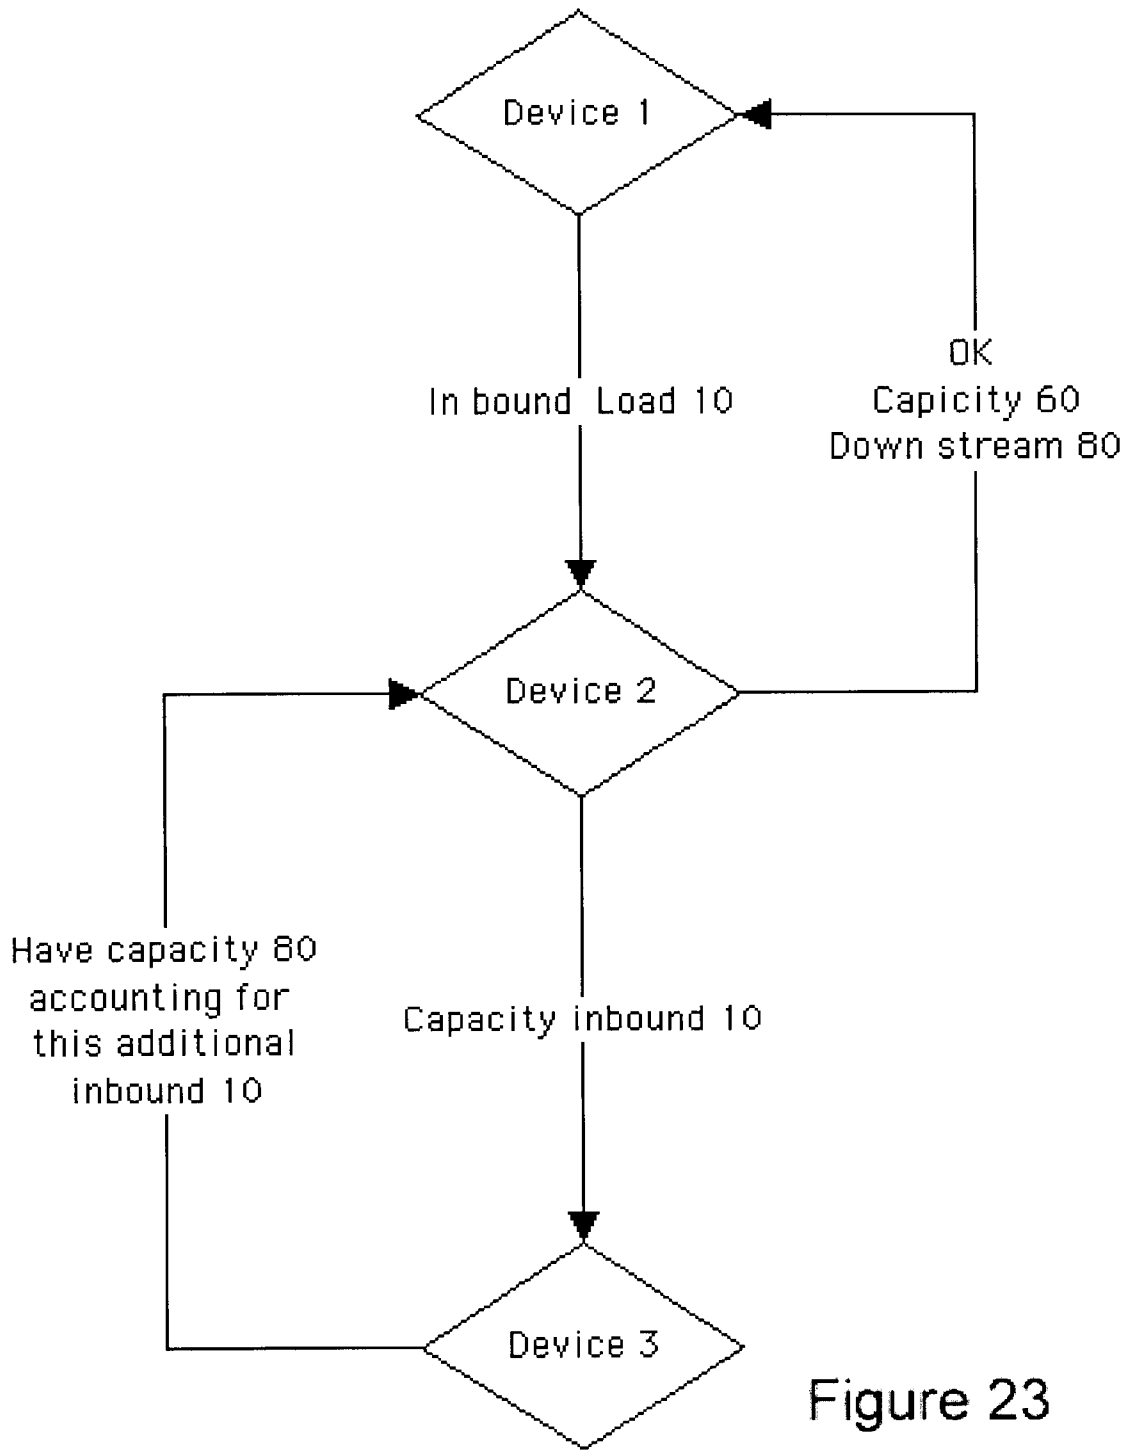 Device 1
OK
Capicity 60
Down stream 80
In bound Load 10
Device 2
Have capacity 80
accounting for
this additional
inbound 10
Capacity inbound 10
Device 3
Figure 23